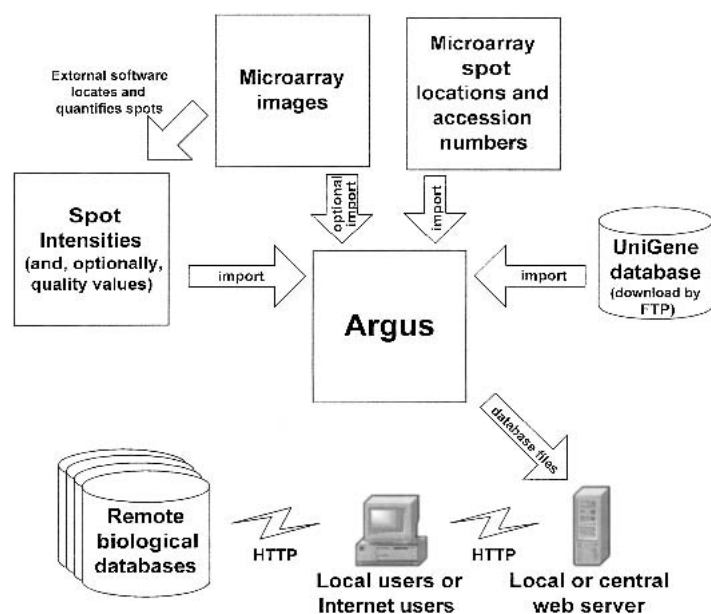 External software
locates and
quantifies spots
Microarray
images
Microarray
spot
locations and
accession
numbers
optional
import
import
Spot
Intensities
(and, optionally,
quality values)
import
Argus
import
UniGene
database
(download by
FTP)
database files
Remote
biological
databases
HTTP
HTTP
Local users or
Internet users
Local or central
web server